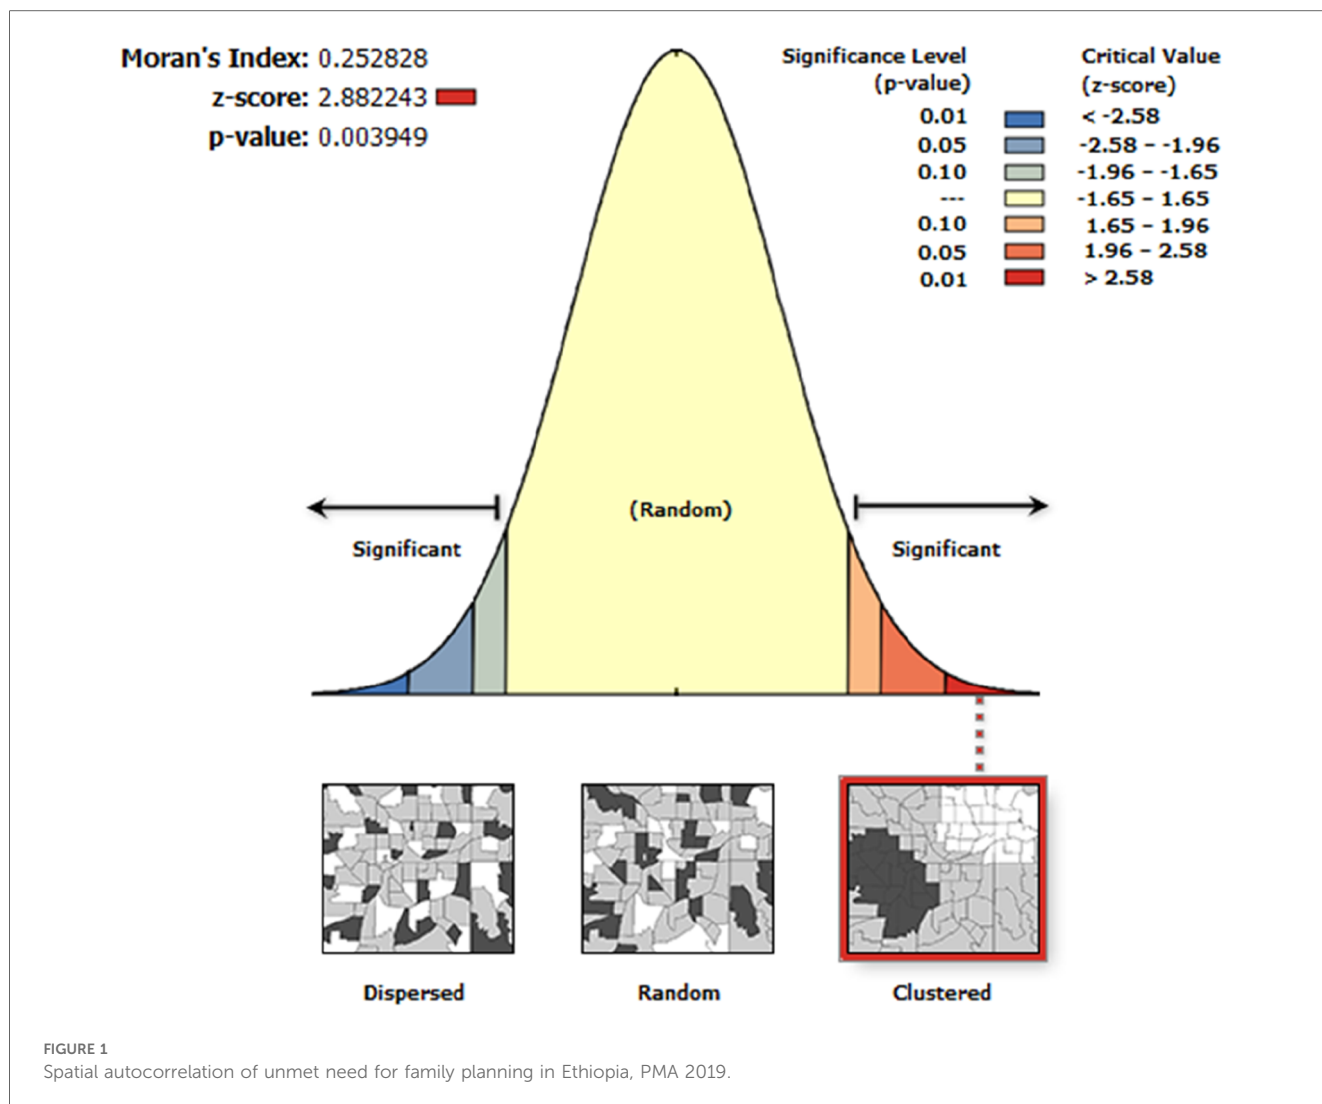 Moran's Index: 0.252828
z-score: 2.882243
p-value: 0.003949
Significance Level Critical Value
(p-value) (z-score)
0.01 < -2.58
0.05 -2.58 – -1.96
0.10 -1.96 – -1.65
--- -1.65 – 1.65
0.10 1.65 – 1.96
0.05 1.96 – 2.58
0.01 > 2.58
(Random)
Significant Significant
Dispersed Random Clustered
FIGURE 1
Spatial autocorrelation of unmet need for family planning in Ethiopia, PMA 2019.